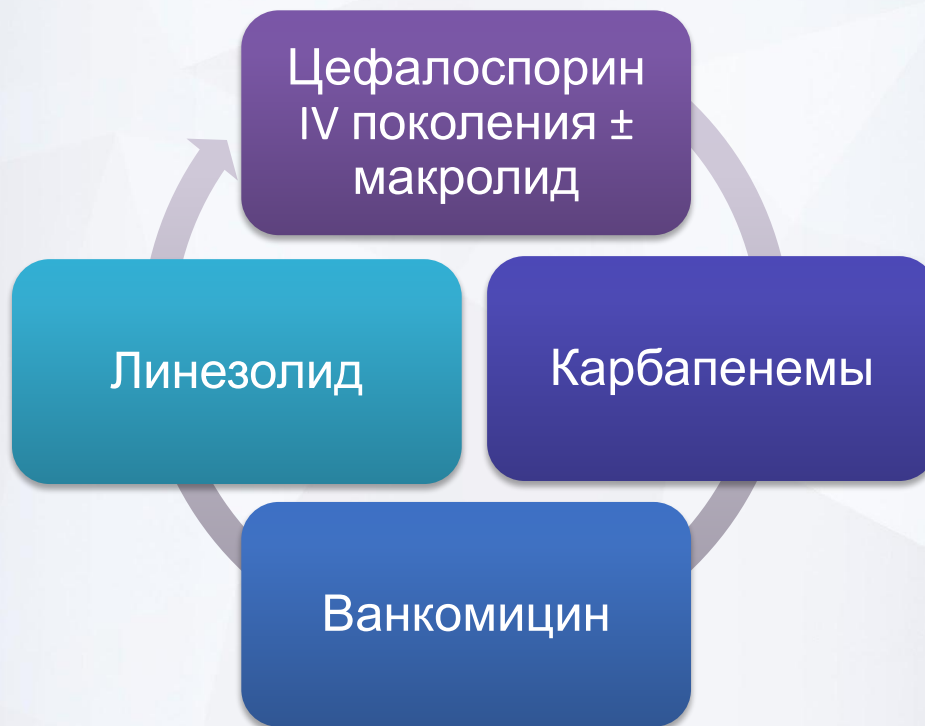 Цефалоспорин
IV поколения ±
макролид
Линезолид
Карбапенемы
Ванкомицин